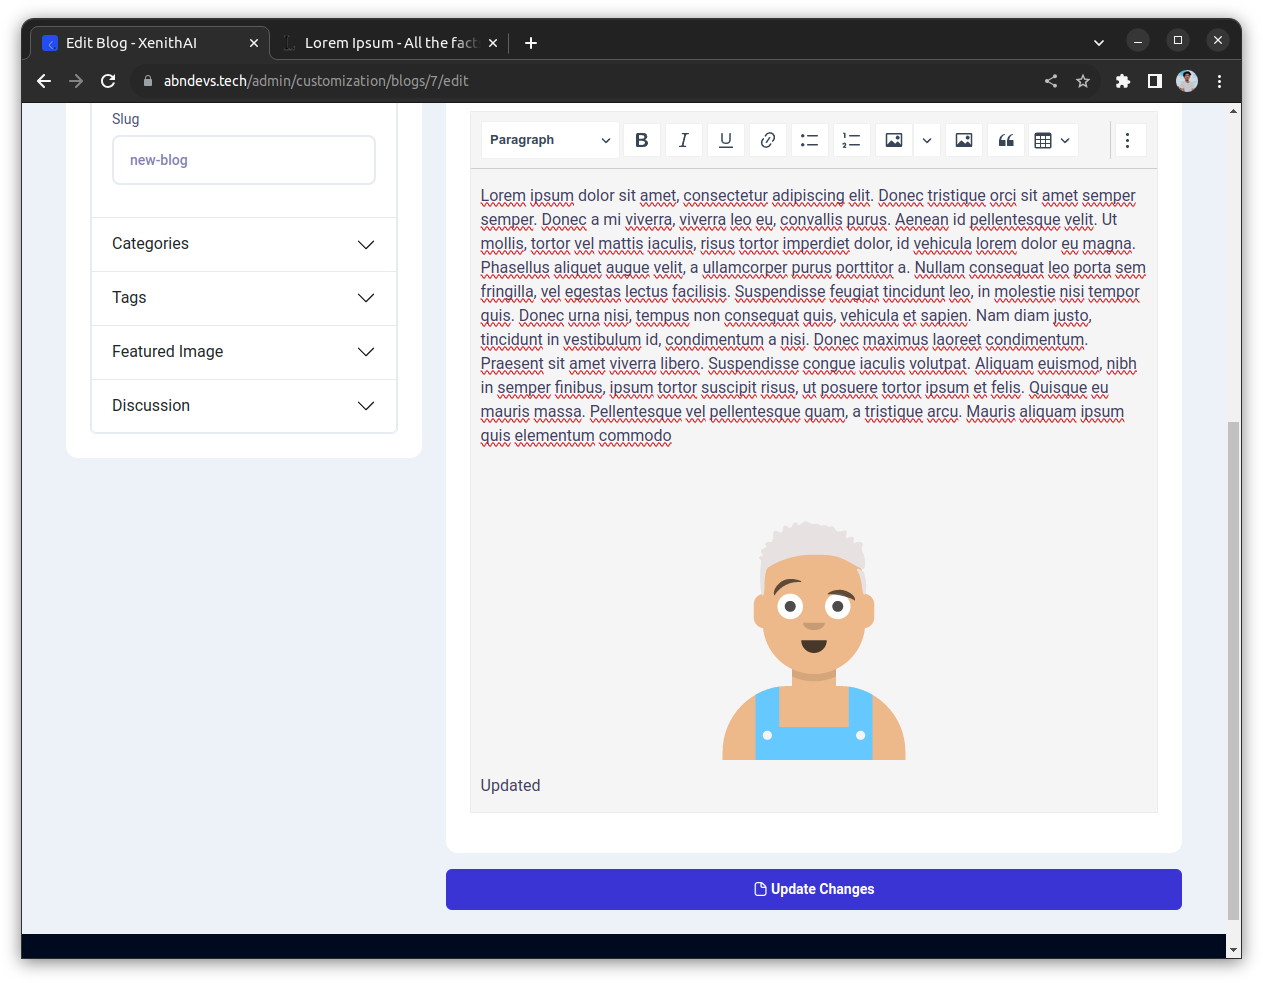 Edit Blog - XenithAI
Lorem Ipsum - All the fact
abndevs.tech/admin/customization/blogs/7/edit
Slug
new-blog
Categories
Tags
Featured Image
Discussion
Paragraph
Lorem ipsum dolor sit amet, consectetur adipiscing elit. Donec tristique orci sit amet semper
semper. Donec a mi viverra, viverra leo eu, convallis purus. Aenean id pellentesque velit. Ut
mollis, tortor vel mattis iaculis, risus tortor imperdiet dolor, id vehicula lorem dolor eu magna.
Phasellus aliquet augue velit, a ullamcorper purus porttitor a. Nullam consequat leo porta sem
fringilla, vel egestas lectus facilisis. Suspendisse feugiat tincidunt leo, in molestie nisi tempor
quis. Donec urna nisi, tempus non consequat quis, vehicula et sapien. Nam diam justo,
tincidunt in vestibulum id, condimentum a nisi. Donec maximus laoreet condimentum.
Praesent sit amet viverra libero. Suspendisse congue iaculis volutpat. Aliquam euismod, nibh
in semper finibus, ipsum tortor suscipit risus, ut posuere tortor ipsum et felis. Quisque eu
mauris massa. Pellentesque vel pellentesque quam, a tristique arcu. Mauris aliquam ipsum
quis elementum commodo
Updated
Update Changes